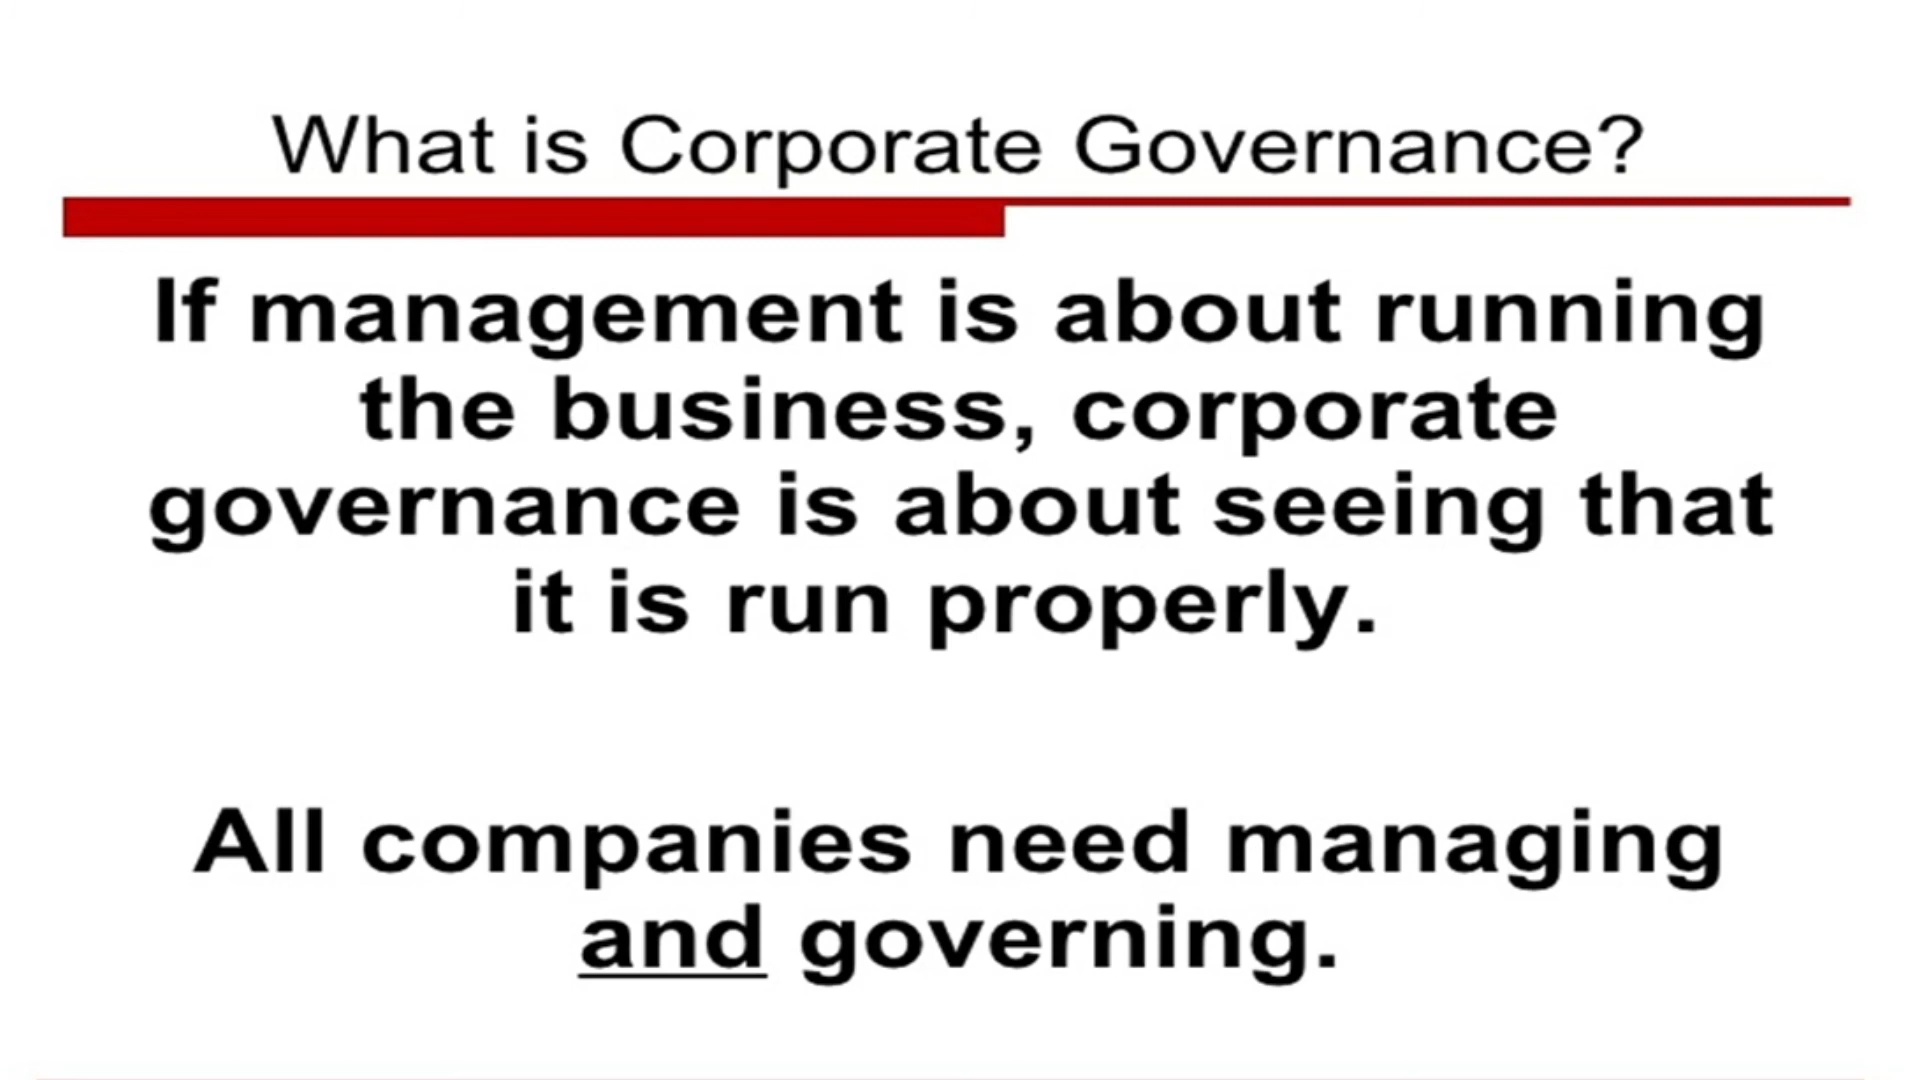 What is Corporate Governance?
If management is about running
the business, corporate
governance is about seeing that
it is run properly.
All companies need managing
and governing.